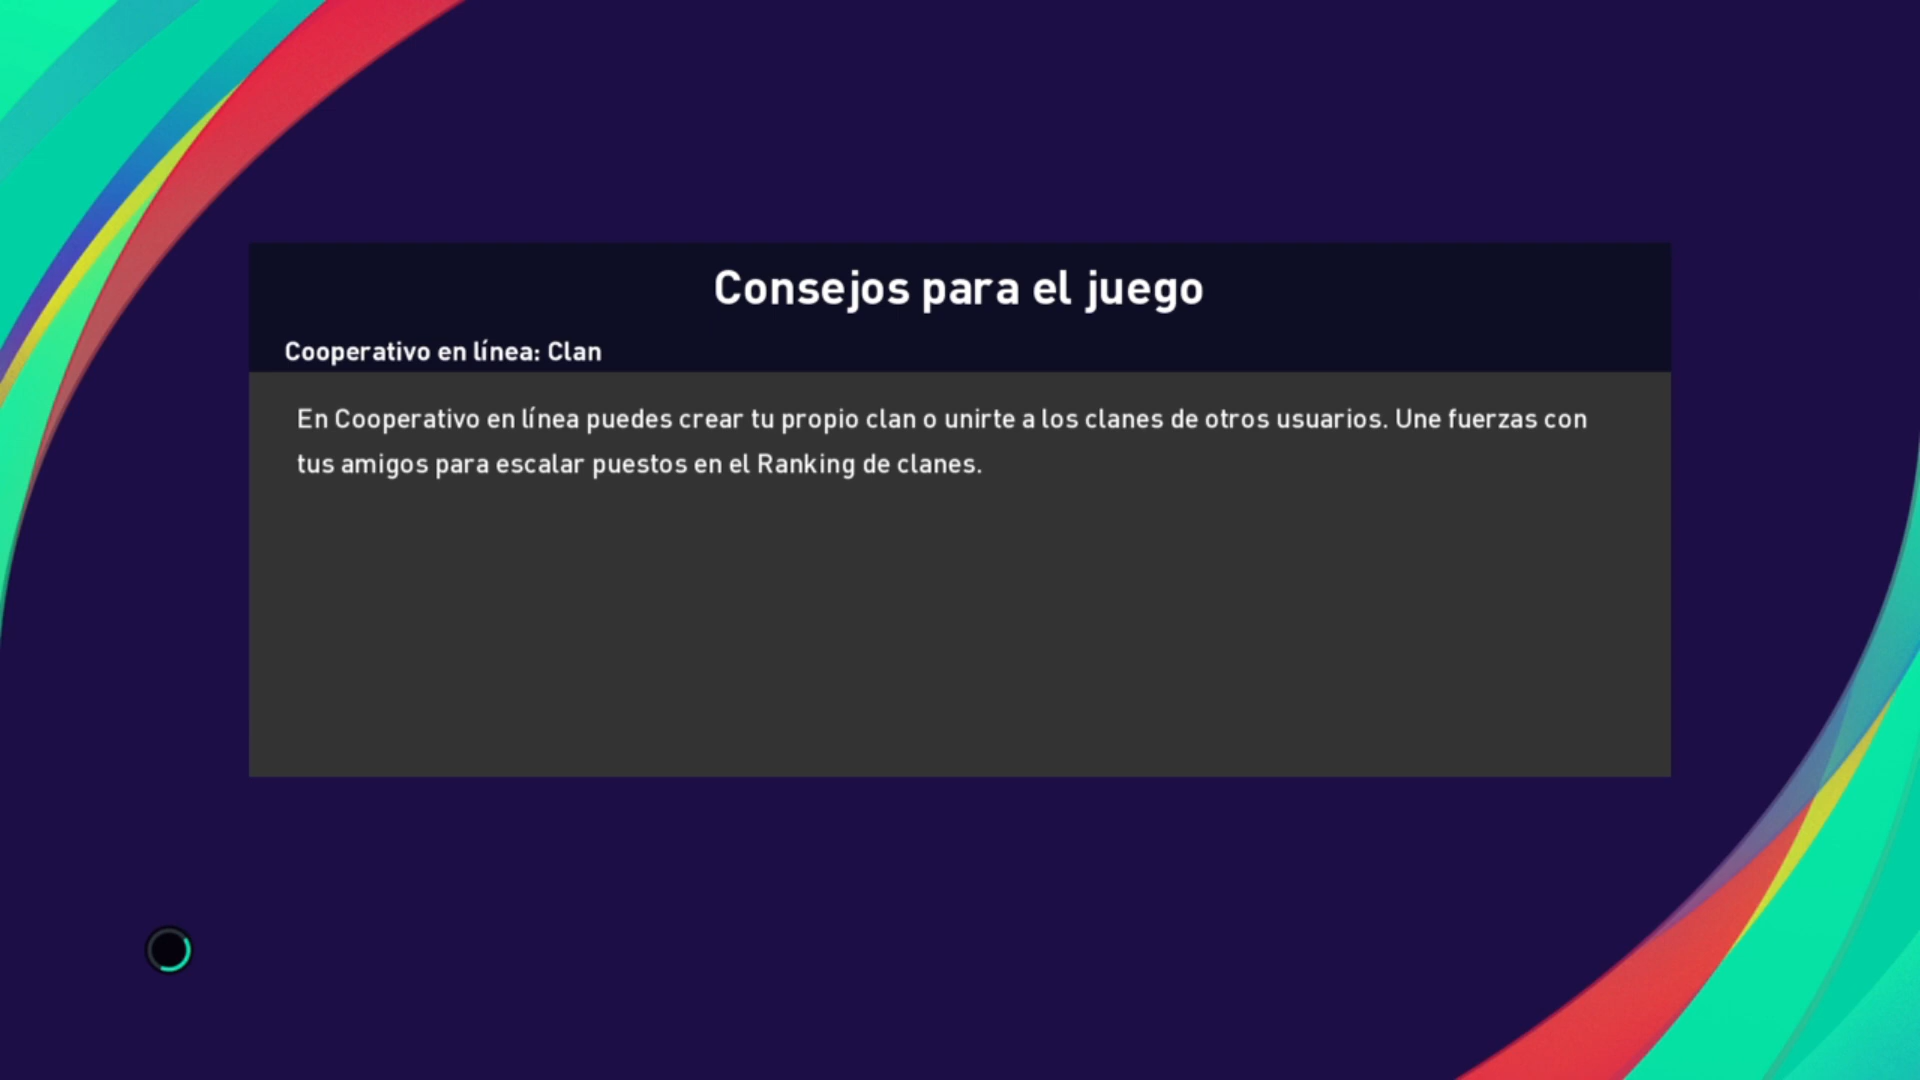 Consejos para el juego
Cooperativo en línea: Clan
En Cooperativo en línea puedes crear tu propio clan o unirte a los clanes de otros usuarios. Une fuerzas con
tus amigos para escalar puestos en el Ranking de clanes.